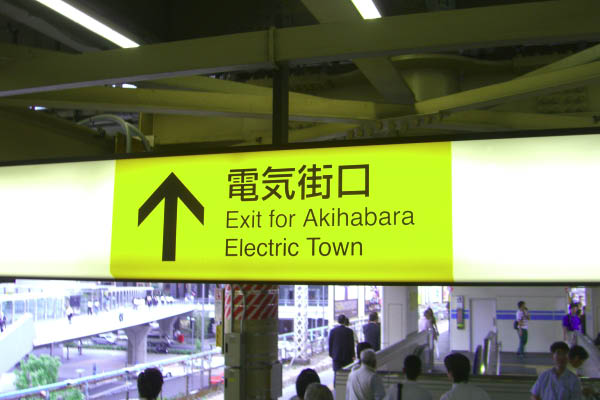 電気街口
Exit for Akihabara
Electric Town